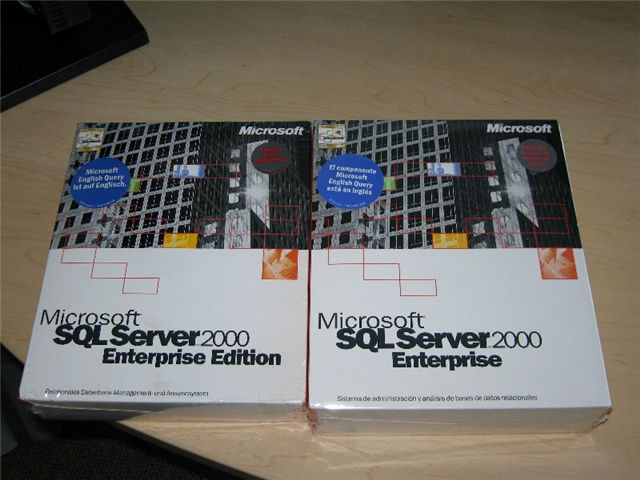 Microsoft
Microsoft
English Query
ist auf Englisch.
Microsoft
SQL Server 2000
Enterprise Edition
Relationales Datenbank-Management- und Analysesystem.
Microsoft
El componente
Microsoft
English Query
está en inglés
Microsoft
SQL Server 2000
Enterprise
Sistema de administración y análisis de bases de datos relacionales